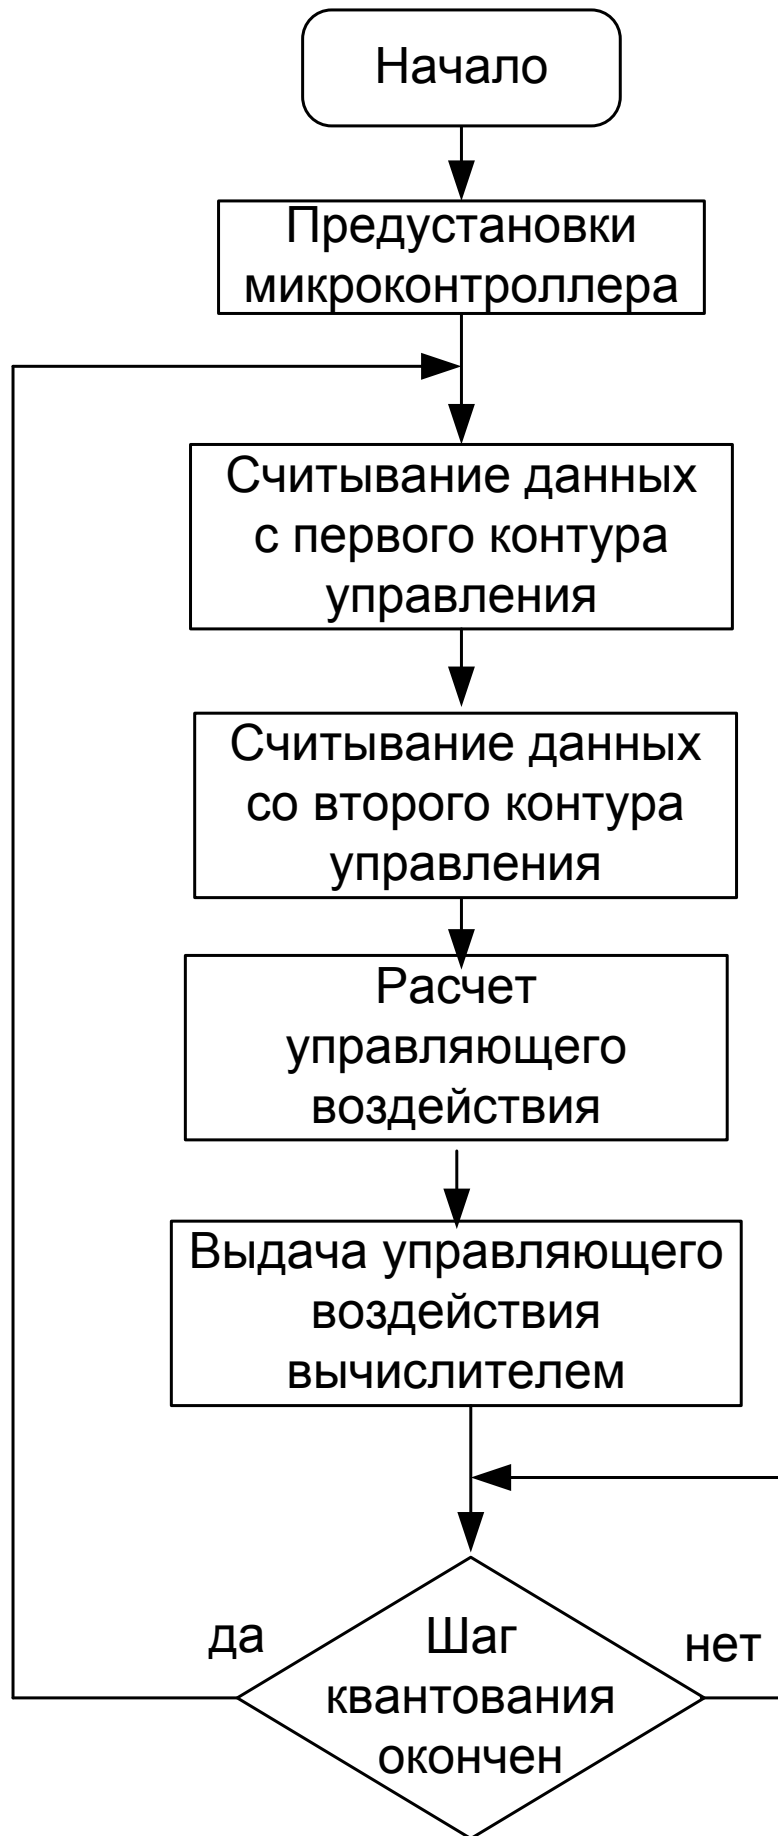 Начало
Предустановки
микроконтроллера
Считывание данных
с первого контура
управления
Считывание данных
со второго контура
управления
Расчет
управляющего
воздействия
Выдача управляющего
воздействия
вычислителем
да
Шаг
квантования
окончен
нет